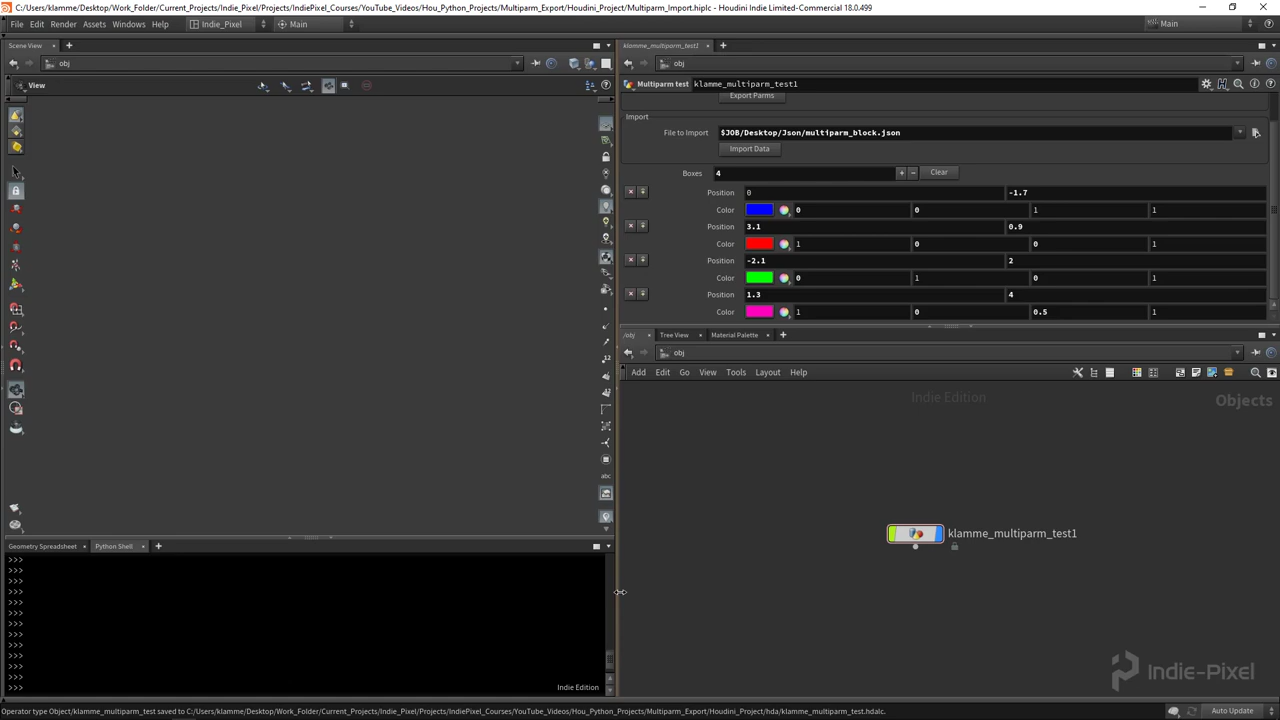 C:/Users/klamme/Desktop/Work_Folder/Current_Projects/Indie_Pixel/Projects/IndiePixel_Courses/YouTube_Videos/Hou_Python_Projects/Multiparm_Export/Houdini_Project/Multiparm_Import.hiplc - Houdini Indie Limited-Commercial 18.0.499
File Edit Render Assets Windows Help Indie_Pixel Main Main
Scene View
obj
View
klamme_multiparm_test1
obj
Multiparm test klamme_multiparm_test1
Export Parms
Import
File to Import $JOB/Desktop/Json/multiparm_block.json
Import Data
Boxes 4 + − Clear
Position 0 -1.7
Color 0 0 1 1
Position 3.1 0.9
Color 1 0 0 1
Position -2.1 2
Color 0 1 0 1
Position 1.3 4
Color 1 0 0.5 1
/obj Tree View Material Palette
obj
Add Edit Go View Tools Layout Help
Indie Edition
Objects
klamme_multiparm_test1
abc
Geometry Spreadsheet Python Shell
>>>
>>>
>>>
>>>
>>>
>>>
>>>
>>>
>>>
>>>
>>>
>>>
>>>
Indie Edition
Indie-Pixel
Operator type Object/klamme_multiparm_test saved to C:/Users/klamme/Desktop/Work_Folder/Current_Projects/Indie_Pixel/Projects/IndiePixel_Courses/YouTube_Videos/Hou_Python_Projects/Multiparm_Export/Houdini_Project/hda/klamme_multiparm_test.hdalc.
Auto Update